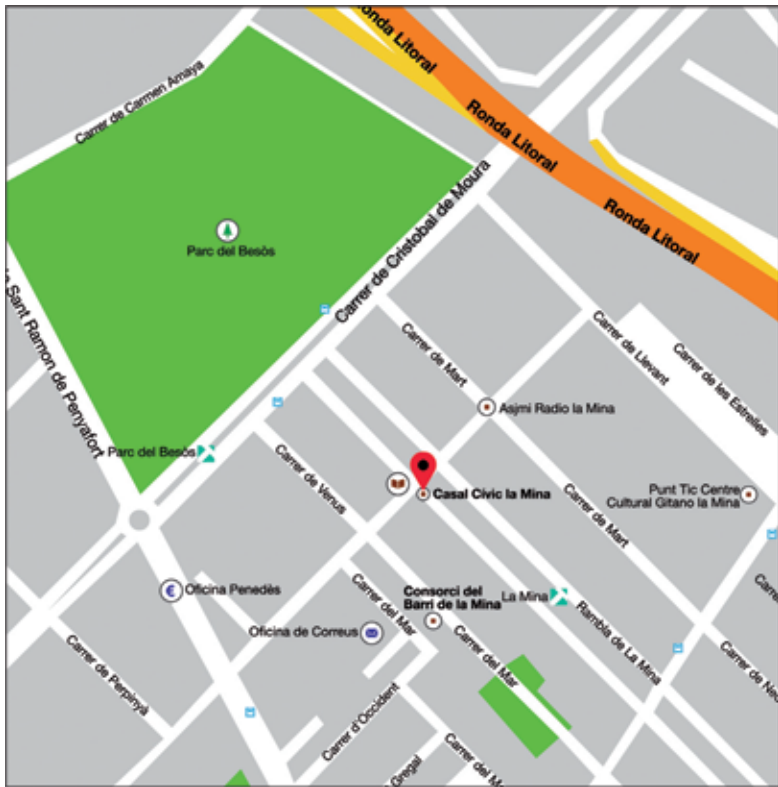 Ronda Litoral
Carrer de Carmen Amaya
Ronda Litoral
Ronda Litoral
Carrer de Cristobal de Moura
Parc del Besòs
Sant Ramon de Penyafort
Carrer de Llevant
Carrer de les Estrelles
Carrer de Mart
Asjmi Radio la Mina
Parc del Besòs
Carrer de Venus
Casal Cívic la Mina
Punt Tic Centre
Cultural Gitano la Mina
Carrer de Mart
€ Oficina Penedès
Carrer del Mar
Consorci del
Barri de la Mina
La Mina
Rambla de La Mina
Oficina de Correus
Carrer del Mar
Carrer de Perpinyà
Carrer d'Occident
Carrer de
Gregal
Carrer del M